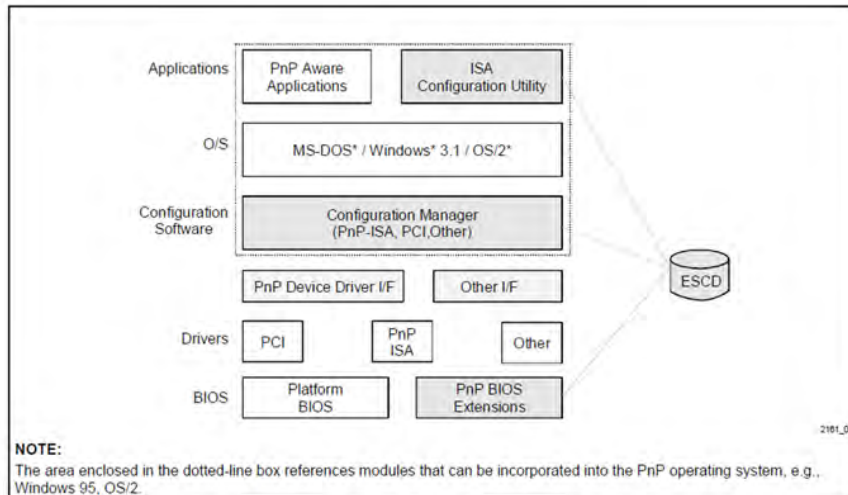 Applications
PnP Aware
Applications
ISA
Configuration Utility
O/S
MS-DOS* / Windows* 3.1 / OS/2*
Configuration
Software
Configuration Manager
(PnP-ISA, PCI,Other)
ESCD
PnP Device Driver I/F
Other I/F
Drivers
PCI
PnP
ISA
Other
BIOS
Platform
BIOS
PnP BIOS
Extensions
NOTE:
The area enclosed in the dotted-line box references modules that can be incorporated into the PnP operating system, e.g.,
Windows 95, OS/2.